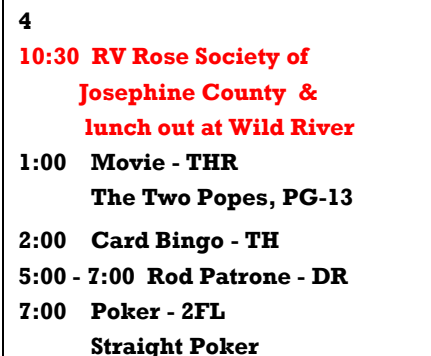 4
10:30 RV Rose Society of
Josephine County &
lunch out at Wild River
1:00 Movie - THR
The Two Popes, PG-13
2:00 Card Bingo - TH
5:00 - 7:00 Rod Patrone - DR
7:00 Poker - 2FL
Straight Poker